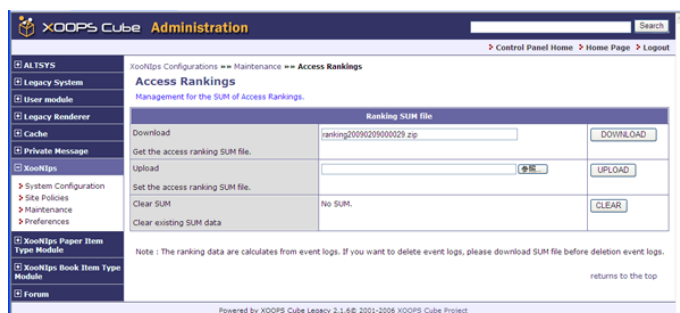 XOOPS Cube Administration
Search
Control Panel Home Home Page Logout
ALTSYS
Legacy System
User module
Legacy Renderer
Cache
Private Message
XooNIps
System Configuration
Site Policies
Maintenance
Preferences
XooNIps Paper Item
Type Module
XooNIps Book Item Type
Module
Forum
XooNIps Configurations »» Maintenance »» Access Rankings
Access Rankings
Management for the SUM of Access Rankings.
Ranking SUM file
Download
Get the access ranking SUM file.
ranking20090209000029.zip
DOWNLOAD
Upload
Set the access ranking SUM file.
参照...
UPLOAD
Clear SUM
Clear existing SUM data
No SUM.
CLEAR
Note : The ranking data are calculates from event logs. If you want to delete event logs, please download SUM file before deletion event logs.
returns to the top
Powered by XOOPS Cube Legacy 2.1.6© 2001-2006 XOOPS Cube Project